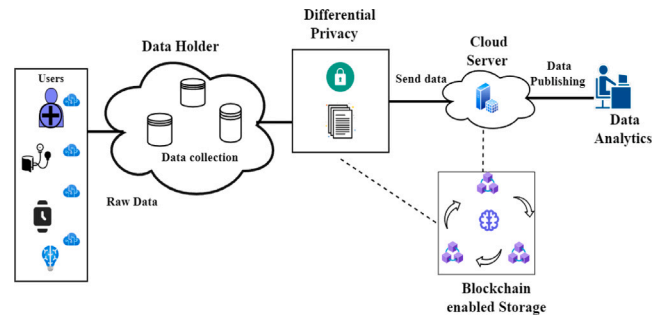 Differential
Privacy
Data Holder
Cloud
Server
Users
Data
Publishing
Send data
Data
Analytics
Data collection
Raw Data
Blockchain
enabled Storage